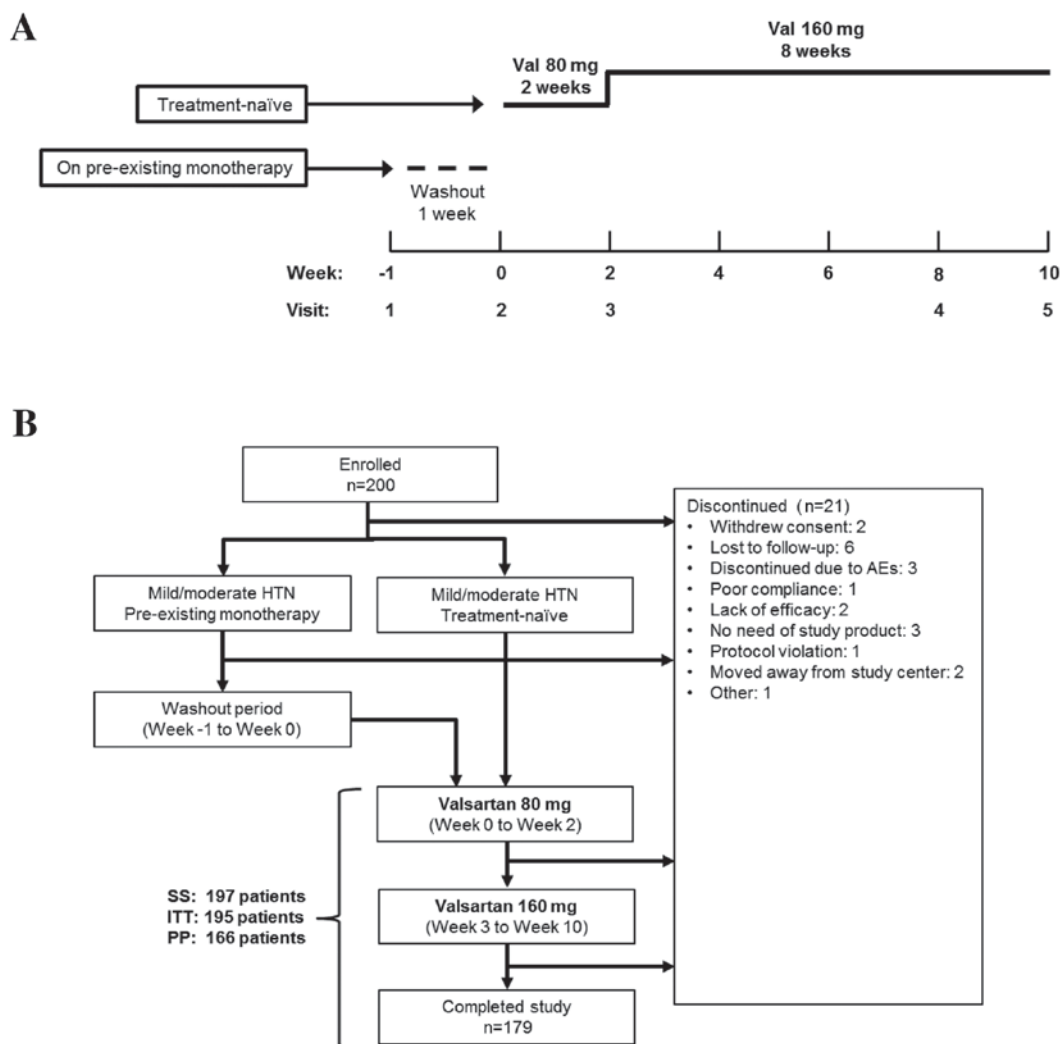 A
Val 160 mg
8 weeks
Val 80 mg
2 weeks
Treatment-naïve
On pre-existing monotherapy
Washout
1 week
Week: -1 0 2 4 6 8 10
Visit: 1 2 3 4 5
B
Enrolled
n=200
Mild/moderate HTN
Pre-existing monotherapy
Mild/moderate HTN
Treatment-naïve
Washout period
(Week -1 to Week 0)
Valsartan 80 mg
(Week 0 to Week 2)
SS: 197 patients
ITT: 195 patients
PP: 166 patients
Valsartan 160 mg
(Week 3 to Week 10)
Completed study
n=179
Discontinued (n=21)
• Withdrew consent: 2
• Lost to follow-up: 6
• Discontinued due to AEs: 3
• Poor compliance: 1
• Lack of efficacy: 2
• No need of study product: 3
• Protocol violation: 1
• Moved away from study center: 2
• Other: 1